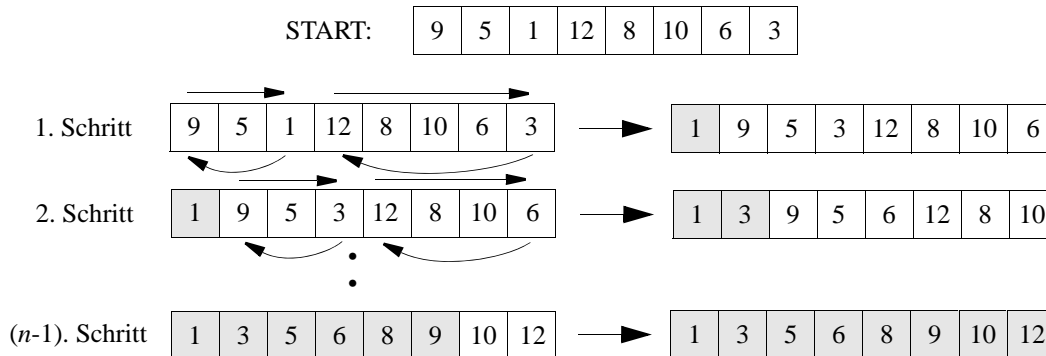 START: 9 5 1 12 8 10 6 3
1. Schritt 9 5 1 12 8 10 6 3 1 9 5 3 12 8 10 6
2. Schritt 1 9 5 3 12 8 10 6 1 3 9 5 6 12 8 10
(n-1). Schritt 1 3 5 6 8 9 10 12 1 3 5 6 8 9 10 12